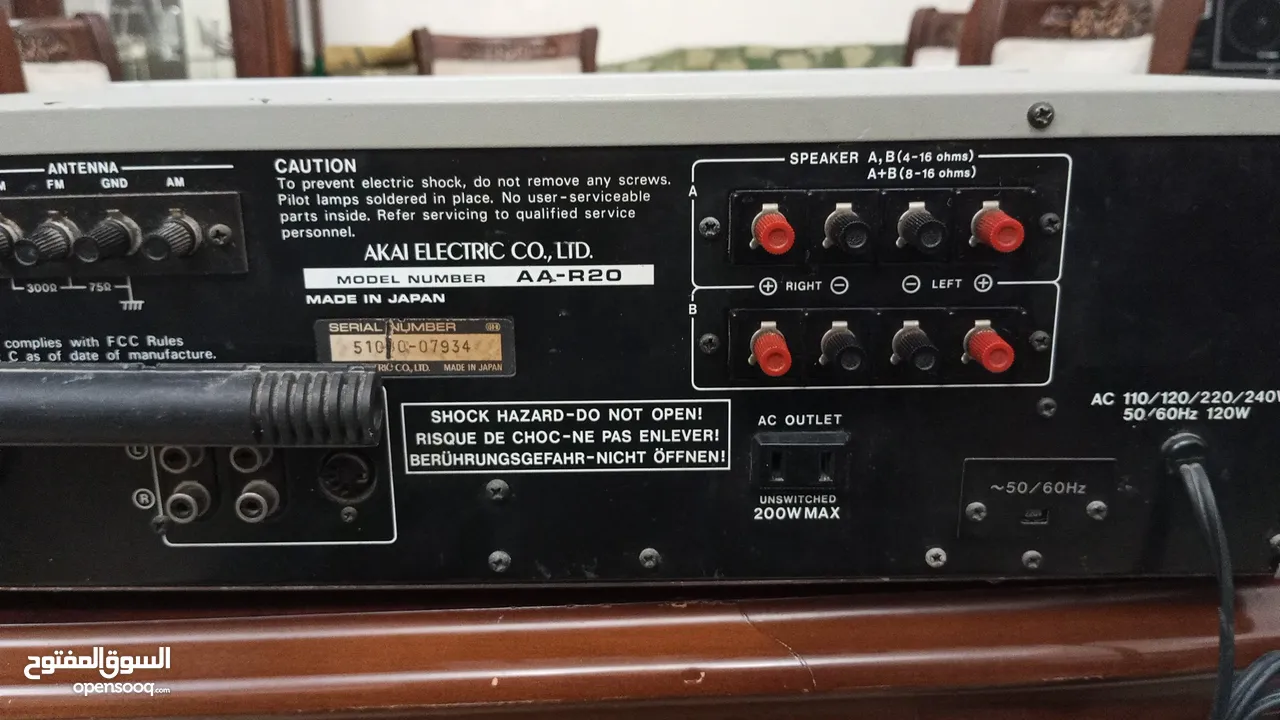 ANTENNA
FM GND AM
300Ω 75Ω
complies with FCC Rules
C as of date of manufacture.
CAUTION
To prevent electric shock, do not remove any screws.
Pilot lamps soldered in place. No user-serviceable
parts inside. Refer servicing to qualified service
personnel.
AKAI ELECTRIC CO., LTD.
MODEL NUMBER AA-R20
MADE IN JAPAN
SERIAL NUMBER
CO., LTD. MADE IN JAPAN
SHOCK HAZARD-DO NOT OPEN!
RISQUE DE CHOC-NE PAS ENLEVER!
BERÜHRUNGSGEFAHR-NICHT ÖFFNEN!
L
R
SPEAKER A, B (4-16 ohms)
A+B (8-16 ohms)
A
+ RIGHT - - LEFT +
B
AC OUTLET
UNSWITCHED
200W MAX
AC 110/120/220/240V
50/60Hz 120W
~50/60Hz
السوق المفتوح
opensooq.com